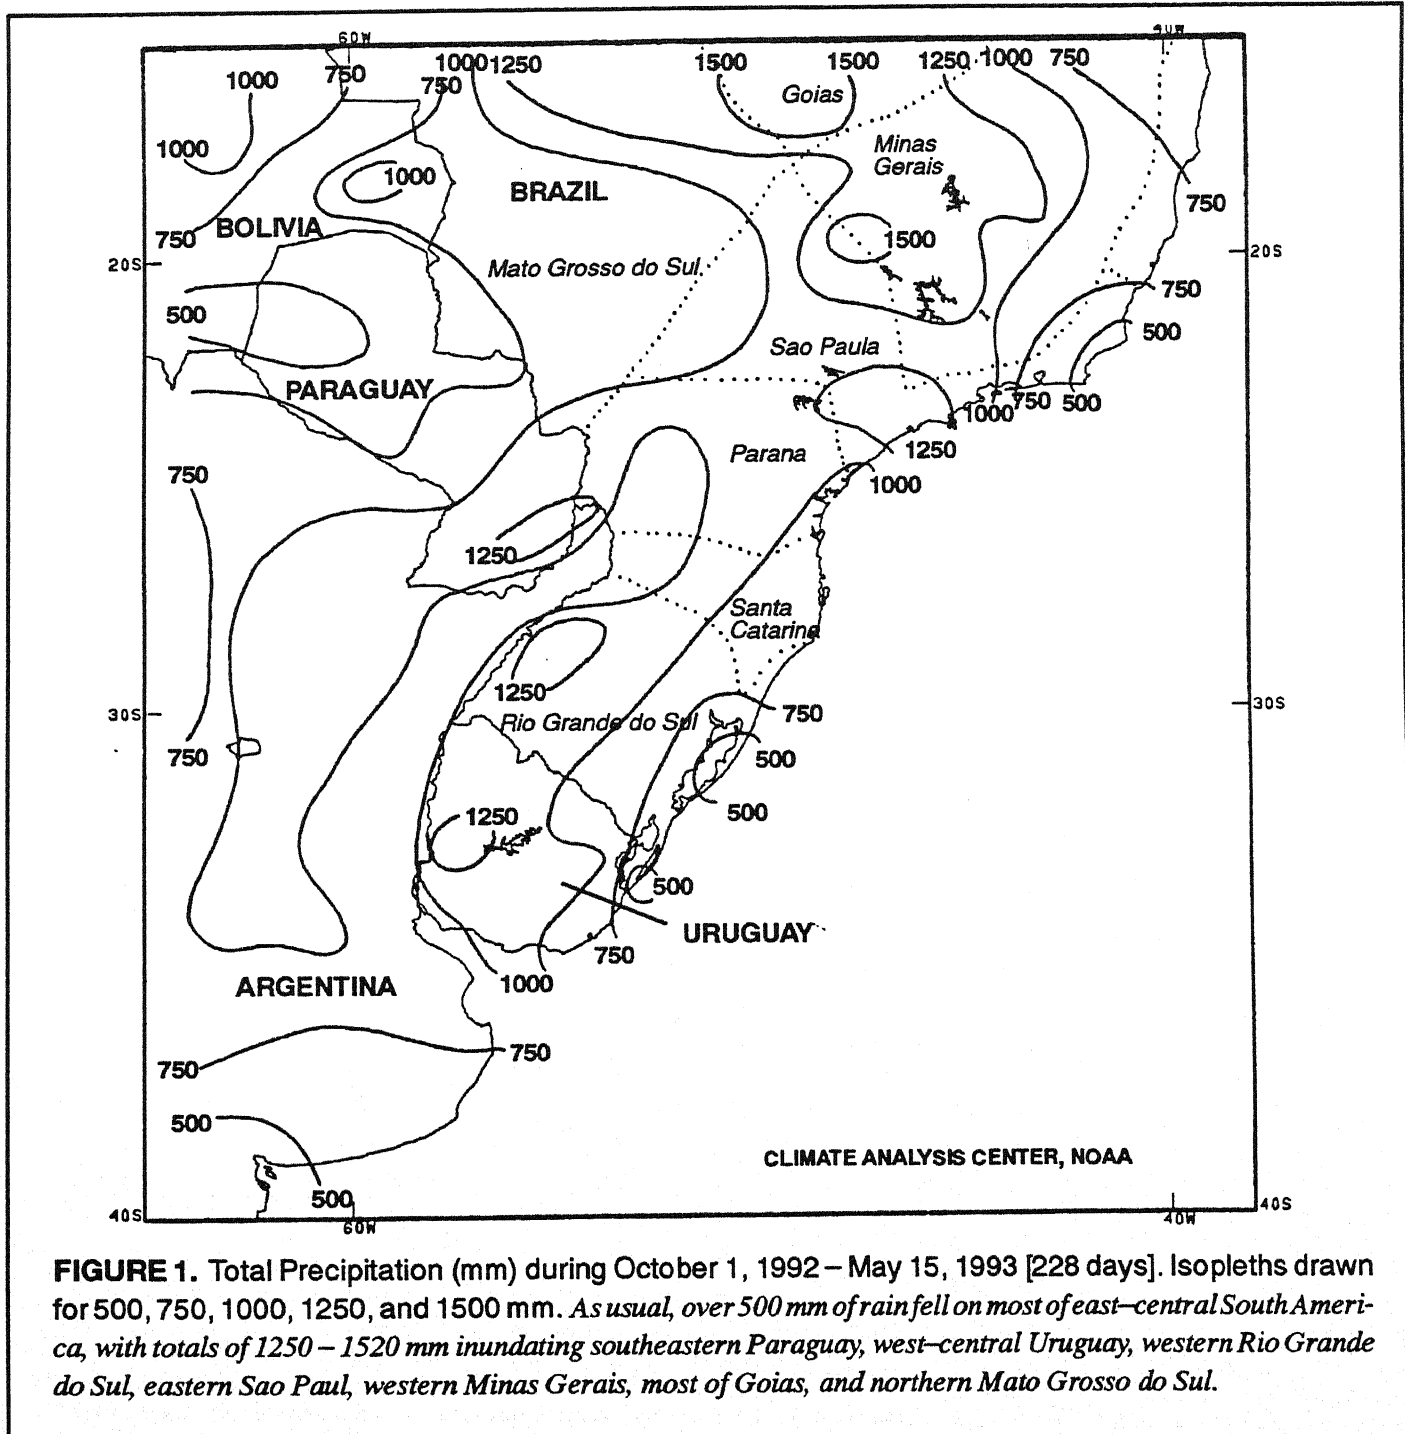 60W 40W
1000 750 1000 1250 1500 1500 1250 1000 750
750
Goias
1000
Minas
Gerais
1000
BRAZIL
750
BOLIVIA
750
1500
20S
Mato Grosso do Sul
20S
750
500
500
Sao Paula
PARAGUAY
1000 750 500
1250
Parana
750
1000
1250
Santa
Catarina
1250
30S
Rio Grande do Sul
750
30S
750
500
500
1250
500
URUGUAY
750
1000
ARGENTINA
750
750
500
CLIMATE ANALYSIS CENTER, NOAA
500
40S
40S
60W
40W
FIGURE 1. Total Precipitation (mm) during October 1, 1992 – May 15, 1993 [228 days]. Isopleths drawn
for 500, 750, 1000, 1250, and 1500 mm. As usual, over 500 mm of rain fell on most of east–central South Ameri-
ca, with totals of 1250 – 1520 mm inundating southeastern Paraguay, west–central Uruguay, western Rio Grande
do Sul, eastern Sao Paul, western Minas Gerais, most of Goias, and northern Mato Grosso do Sul.